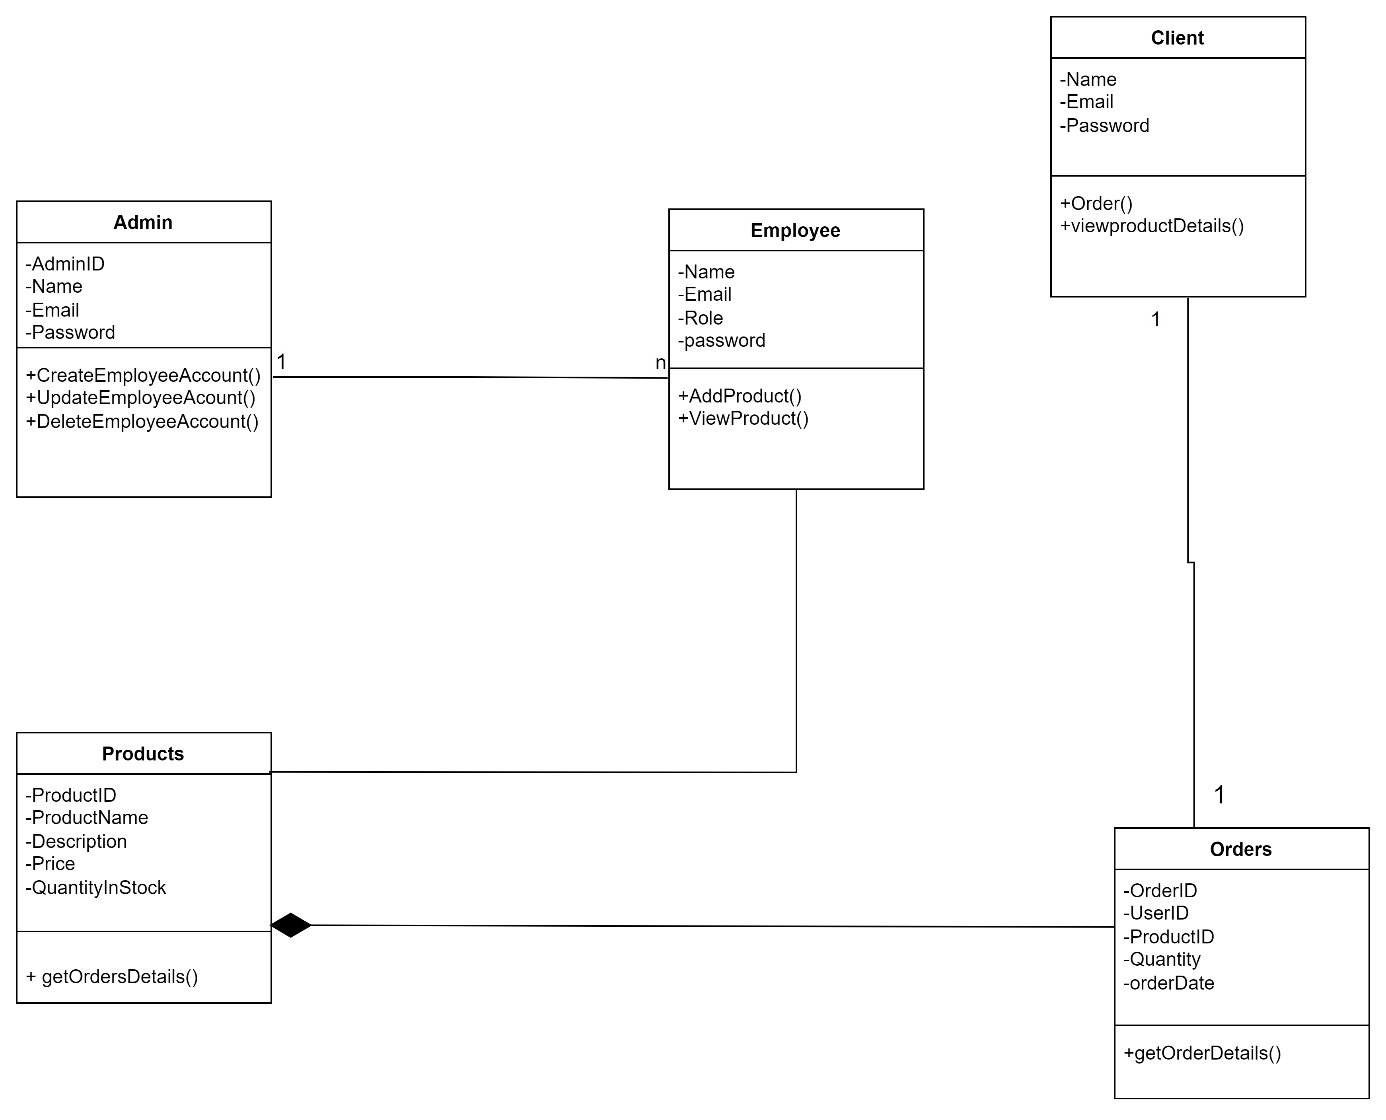 Client
-Name
-Email
-Password
+Order()
+viewproductDetails()
1
Admin
-AdminID
-Name
-Email
-Password
+CreateEmployeeAccount()
+UpdateEmployeeAcount()
+DeleteEmployeeAccount()
1
n
Employee
-Name
-Email
-Role
-password
+AddProduct()
+ViewProduct()
Products
-ProductID
-ProductName
-Description
-Price
-QuantityInStock
+ getOrdersDetails()
1
Orders
-OrderID
-UserID
-ProductID
-Quantity
-orderDate
+getOrderDetails()